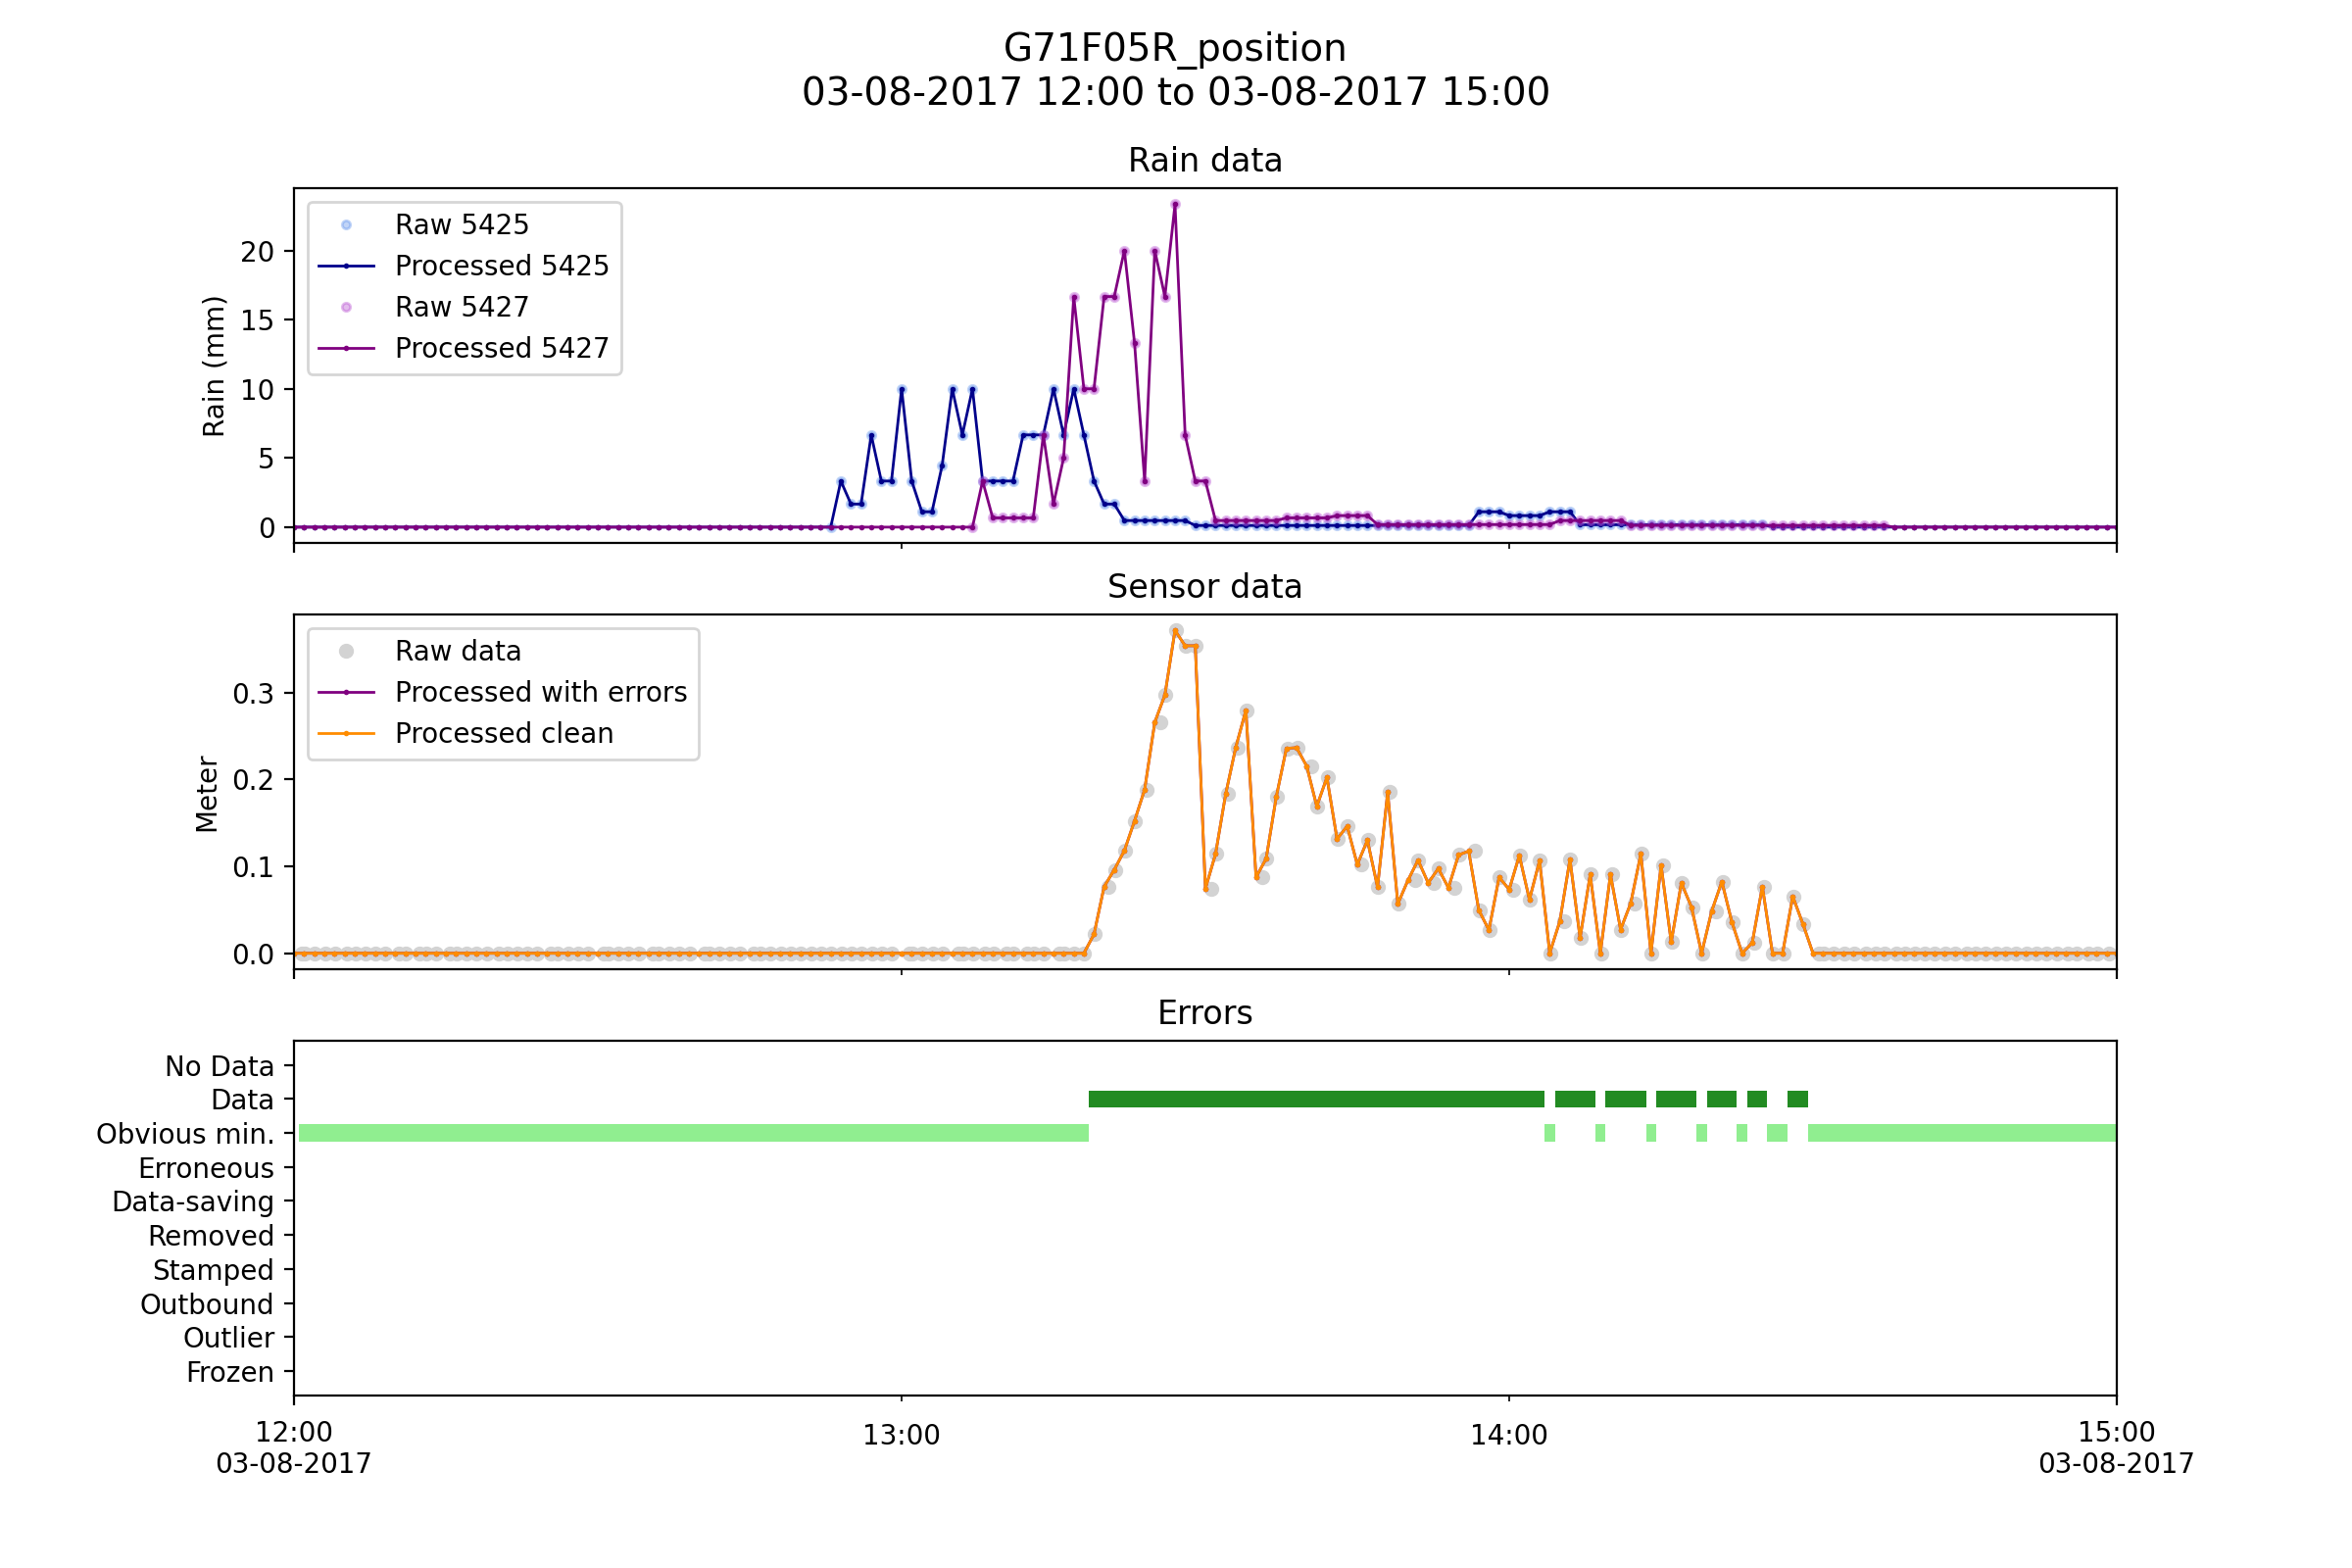 G71F05R_position
03-08-2017 12:00 to 03-08-2017 15:00
Rain data
Raw 5425
Processed 5425
Raw 5427
Processed 5427
Rain (mm)
20
15
10
5
0
Sensor data
Raw data
Processed with errors
Processed clean
Meter
0.3
0.2
0.1
0.0
Errors
No Data
Data
Obvious min.
Erroneous
Data-saving
Removed
Stamped
Outbound
Outlier
Frozen
12:00
03-08-2017
13:00
14:00
15:00
03-08-2017